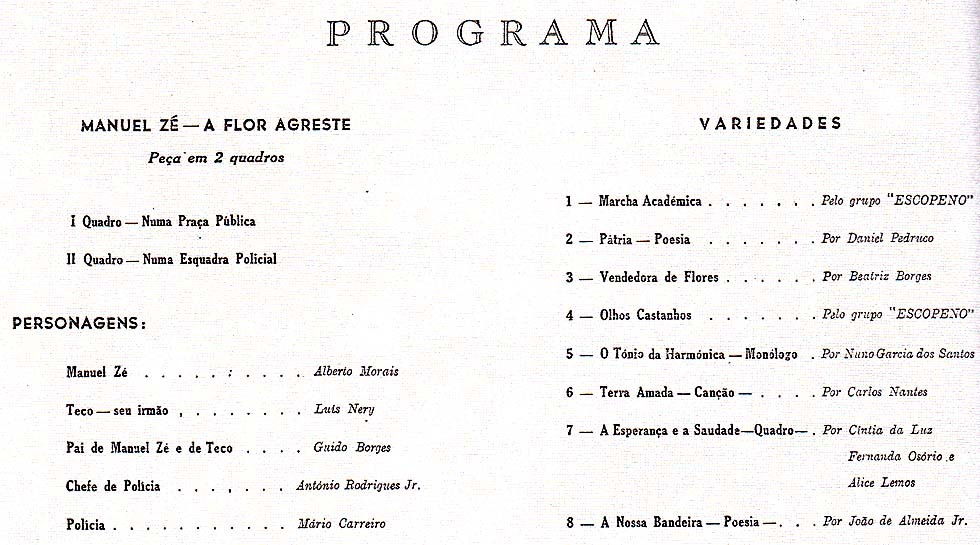 PROGRAMA
MANUEL ZÉ — A FLOR AGRESTE
Peça em 2 quadros
I Quadro — Numa Praça Pública
II Quadro — Numa Esquadra Policial
PERSONAGENS:
Manuel Zé . . . . . : . . . . Alberto Morais
Teco — seu irmão , . . . . . . . Luis Nery
Pai de Manuel Zé e de Teco . . . . Guido Borges
Chefe de Policia . . . , . . . António Rodrigues Jr.
Policia . . . . . . . . . . . Mário Carreiro
VARIEDADES
1 — Marcha Académica . . . . . . . Pelo grupo "ESCOPENO"
2 — Pátria — Poesia . . . . . . . Por Daniel Pedruco
3 — Vendedora de Flores . . . . . . Por Beatriz Borges
4 — Olhos Castanhos . . . . . . . Pelo grupo "ESCOPENO"
5 — O Tónio da Harmónica — Monólogo . Por Nuno Garcia dos Santos
6 — Terra Amada — Canção — . . . . Por Carlos Nantes
7 — A Esperança e a Saudade—Quadro— . Por Cíntia da Luz
Fernanda Osório e
Alice Lemos
8 — A Nossa Bandeira — Poesia —. . . Por João de Almeida Jr.